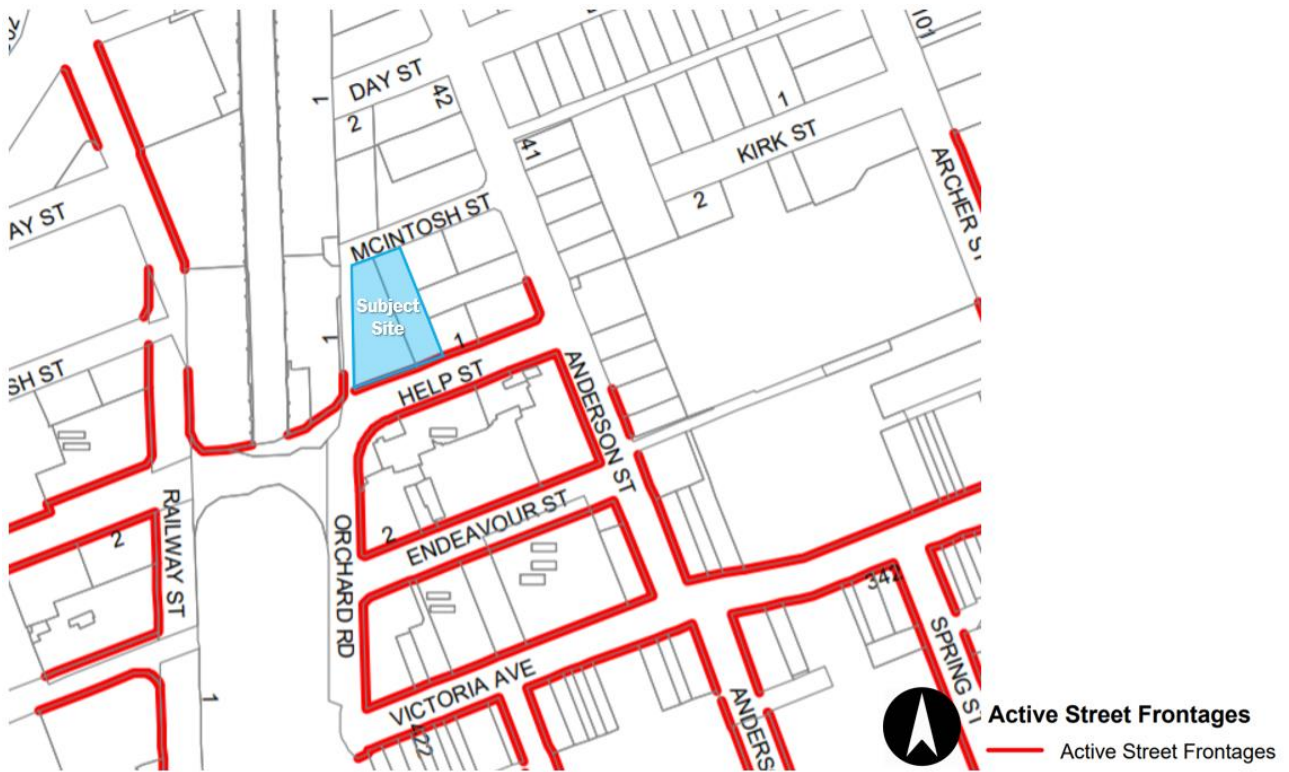 101
DAY ST
42
1
2
1
41
KIRK ST
ARCHER ST
2
AY ST
MCINTOSH ST
Subject
Site
1
1
HELP ST
SH ST
ANDERSON ST
RAILWAY ST
2
2
ENDEAVOUR ST
ORCHARD RD
342
SPRING ST
1
VICTORIA AVE
ANDERS
Active Street Frontages
Active Street Frontages